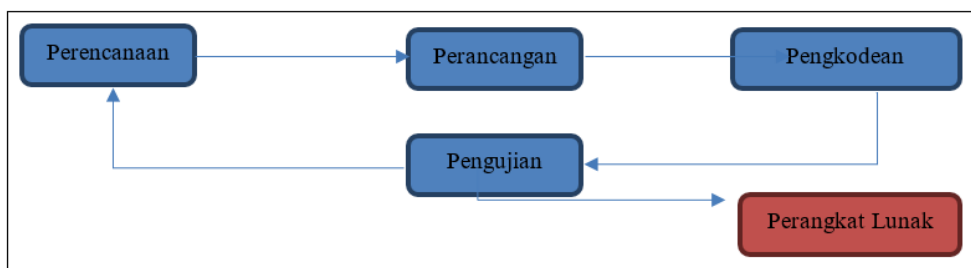 Perencanaan
Perancangan
Pengkodean
Pengujian
Perangkat Lunak